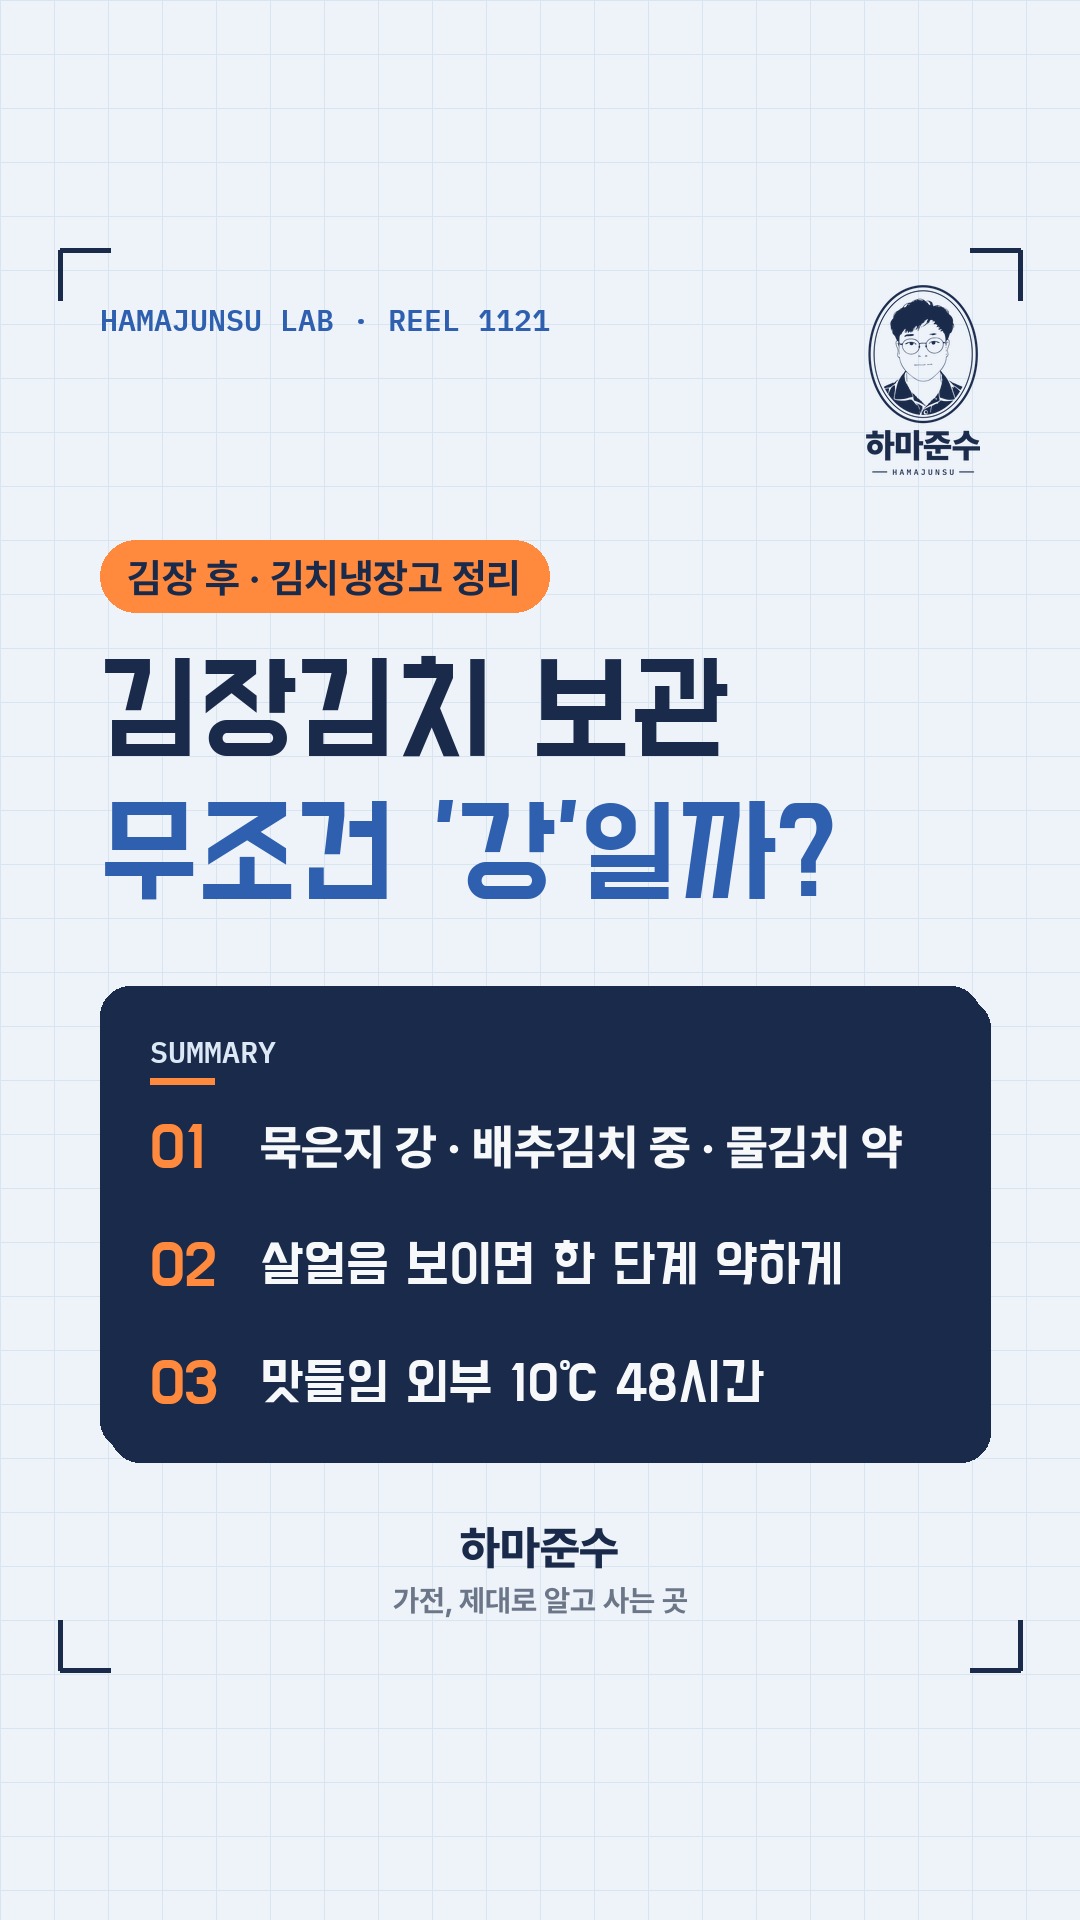 HAMAJUNSU LAB · REEL 1121
하마준수
HAMAJUNSU
김장 후 · 김치냉장고 정리
김장김치 보관
무조건 '강'일까?
SUMMARY
01 묵은지 강 · 배추김치 중 · 물김치 약
02 살얼음 보이면 한 단계 약하게
03 맛들임 외부 10℃ 48시간
하마준수
가전, 제대로 알고 사는 곳